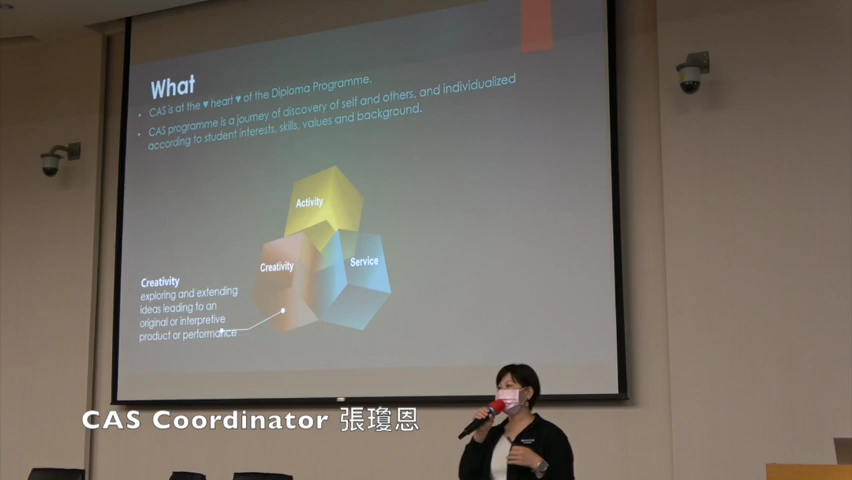 What
• CAS is at the ♥ heart ♥ of the Diploma Programme.
• CAS programme is a journey of discovery of self and others, and individualized
according to student interests, skills, values and background.
Activity
Creativity
Service
Creativity
exploring and extending
ideas leading to an
original or interpretive
product or performance
CAS Coordinator 張瓊恩